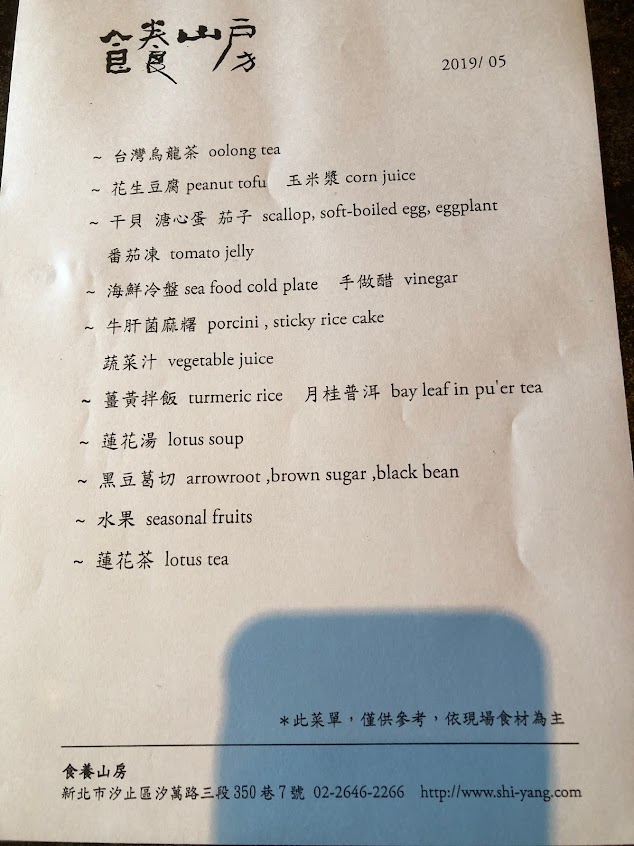 食養山房
2019/ 05
~ 台灣烏龍茶 oolong tea
~ 花生豆腐 peanut tofu 玉米漿 corn juice
~ 干貝 溏心蛋 茄子 scallop, soft-boiled egg, eggplant
番茄凍 tomato jelly
~ 海鮮冷盤 sea food cold plate 手做醋 vinegar
~ 牛肝菌麻糬 porcini , sticky rice cake
蔬菜汁 vegetable juice
~ 薑黃拌飯 turmeric rice 月桂普洱 bay leaf in pu'er tea
~ 蓮花湯 lotus soup
~ 黑豆葛切 arrowroot ,brown sugar ,black bean
~ 水果 seasonal fruits
~ 蓮花茶 lotus tea
*此菜單，僅供參考，依現場食材為主
食養山房
新北市汐止區汐萬路三段350巷7號 02-2646-2266 http://www.shi-yang.com